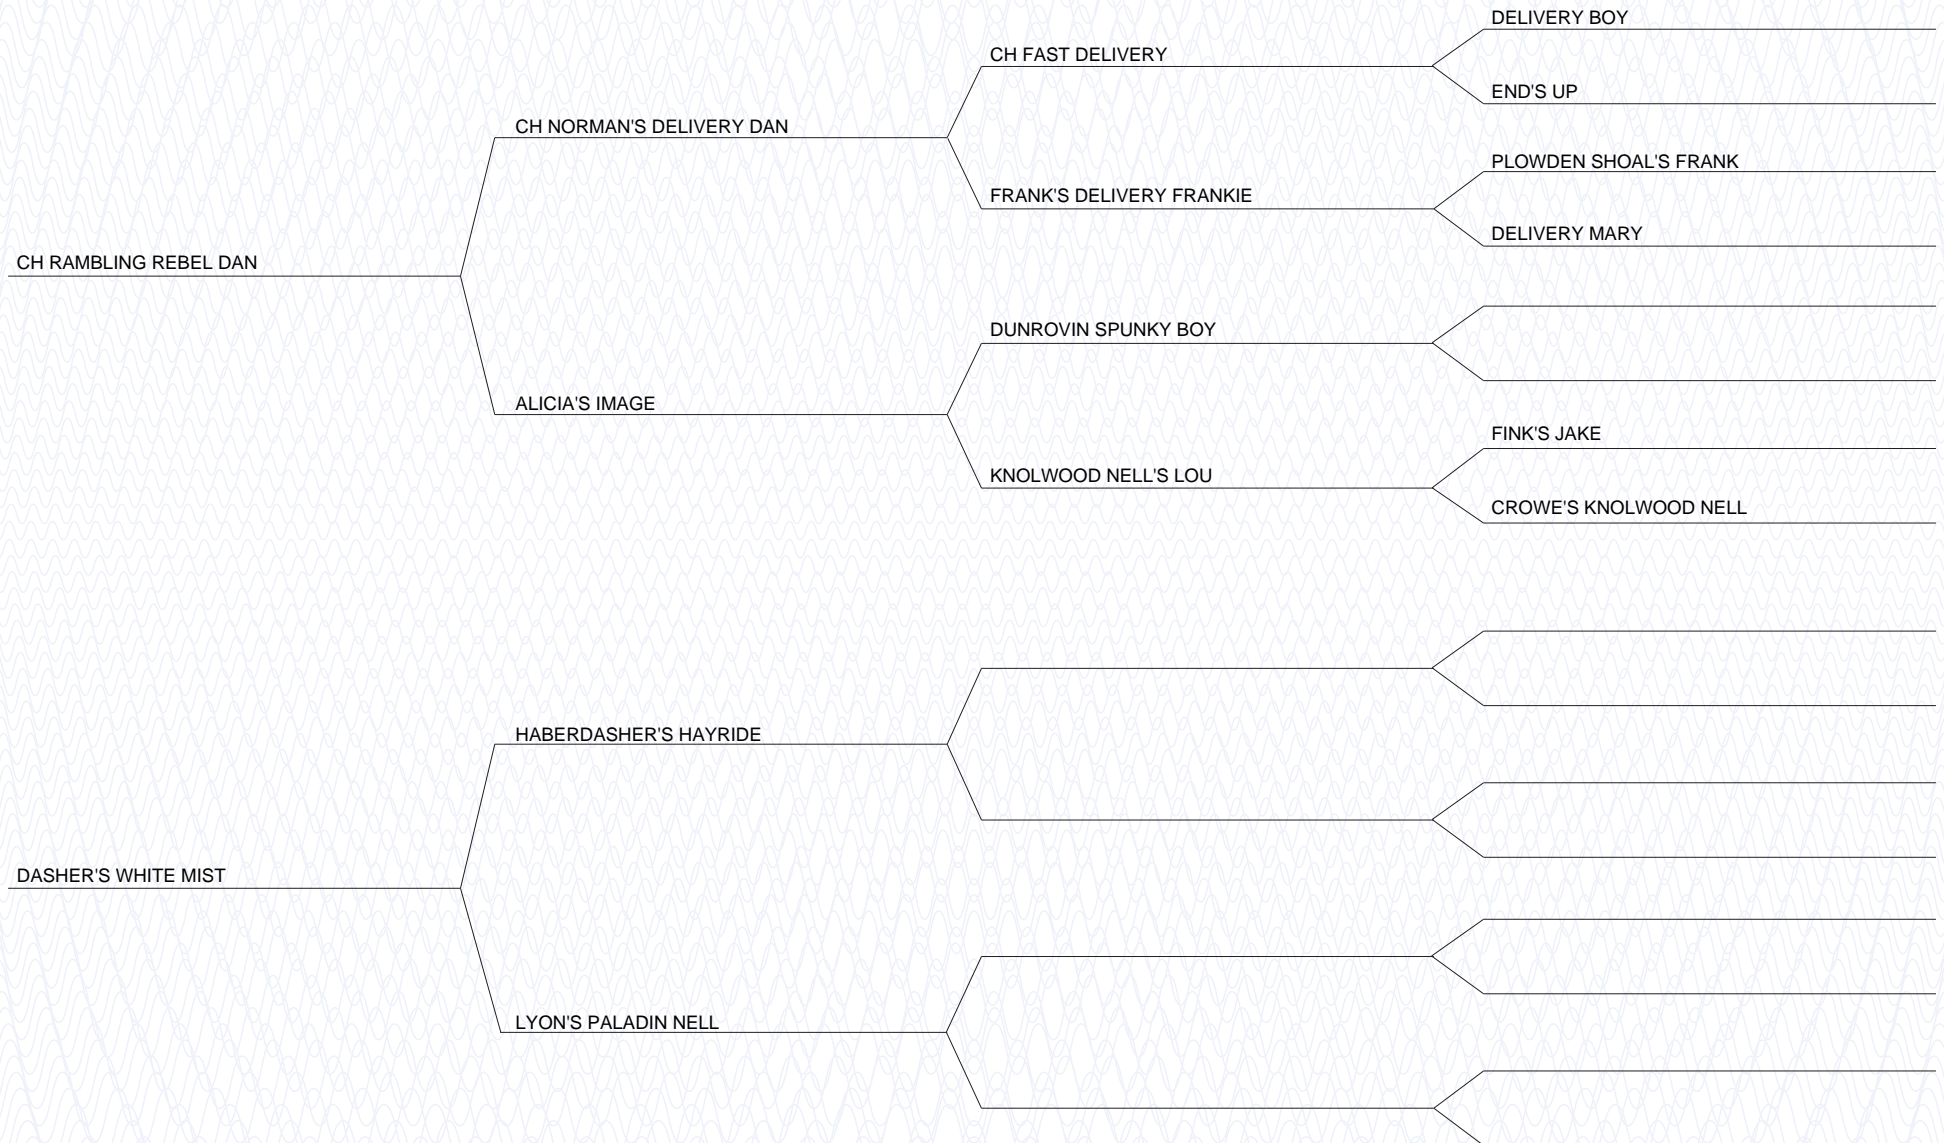 DELIVERY BOY
CH FAST DELIVERY
END'S UP
CH NORMAN'S DELIVERY DAN
PLOWDEN SHOAL'S FRANK
FRANK'S DELIVERY FRANKIE
DELIVERY MARY
CH RAMBLING REBEL DAN
DUNROVIN SPUNKY BOY
ALICIA'S IMAGE
FINK'S JAKE
KNOLWOOD NELL'S LOU
CROWE'S KNOLWOOD NELL
HABERDASHER'S HAYRIDE
DASHER'S WHITE MIST
LYON'S PALADIN NELL